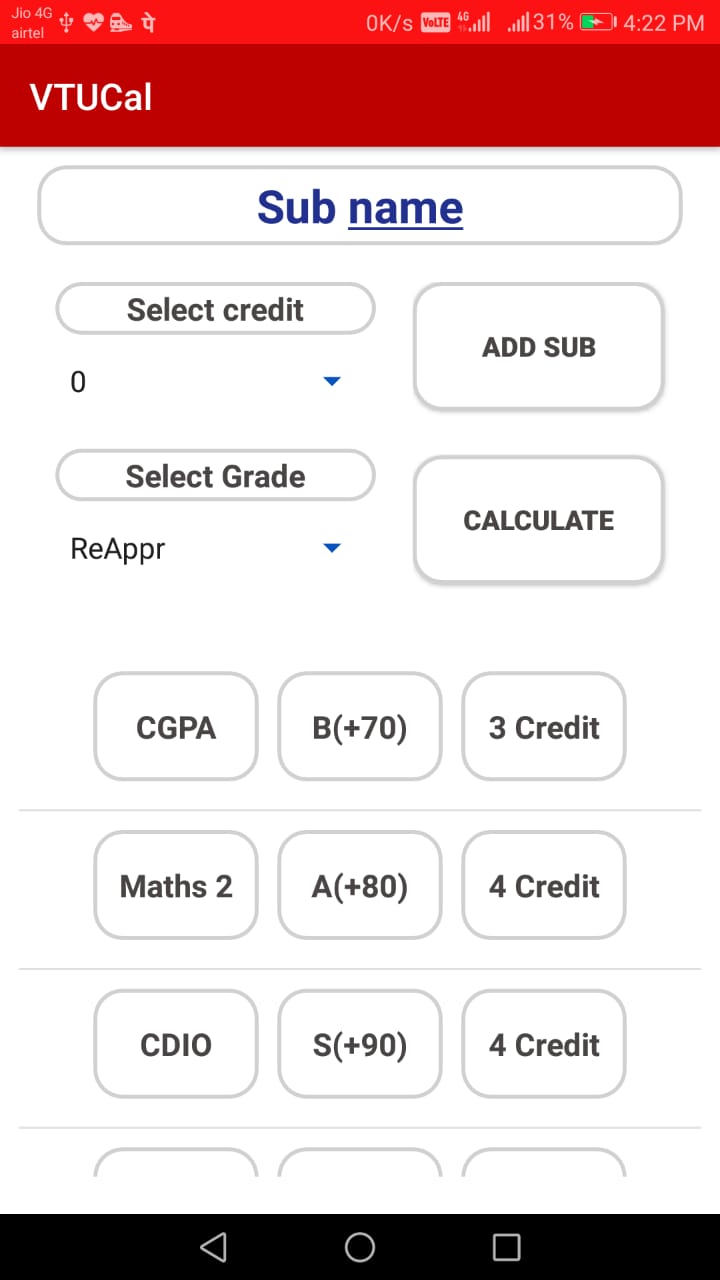 Jio 4G
airtel
पे
0K/s VoLTE 4G 31% 4:22 PM
VTUCal
Sub name
Select credit
ADD SUB
0
Select Grade
CALCULATE
ReAppr
CGPA B(+70) 3 Credit
Maths 2 A(+80) 4 Credit
CDIO S(+90) 4 Credit